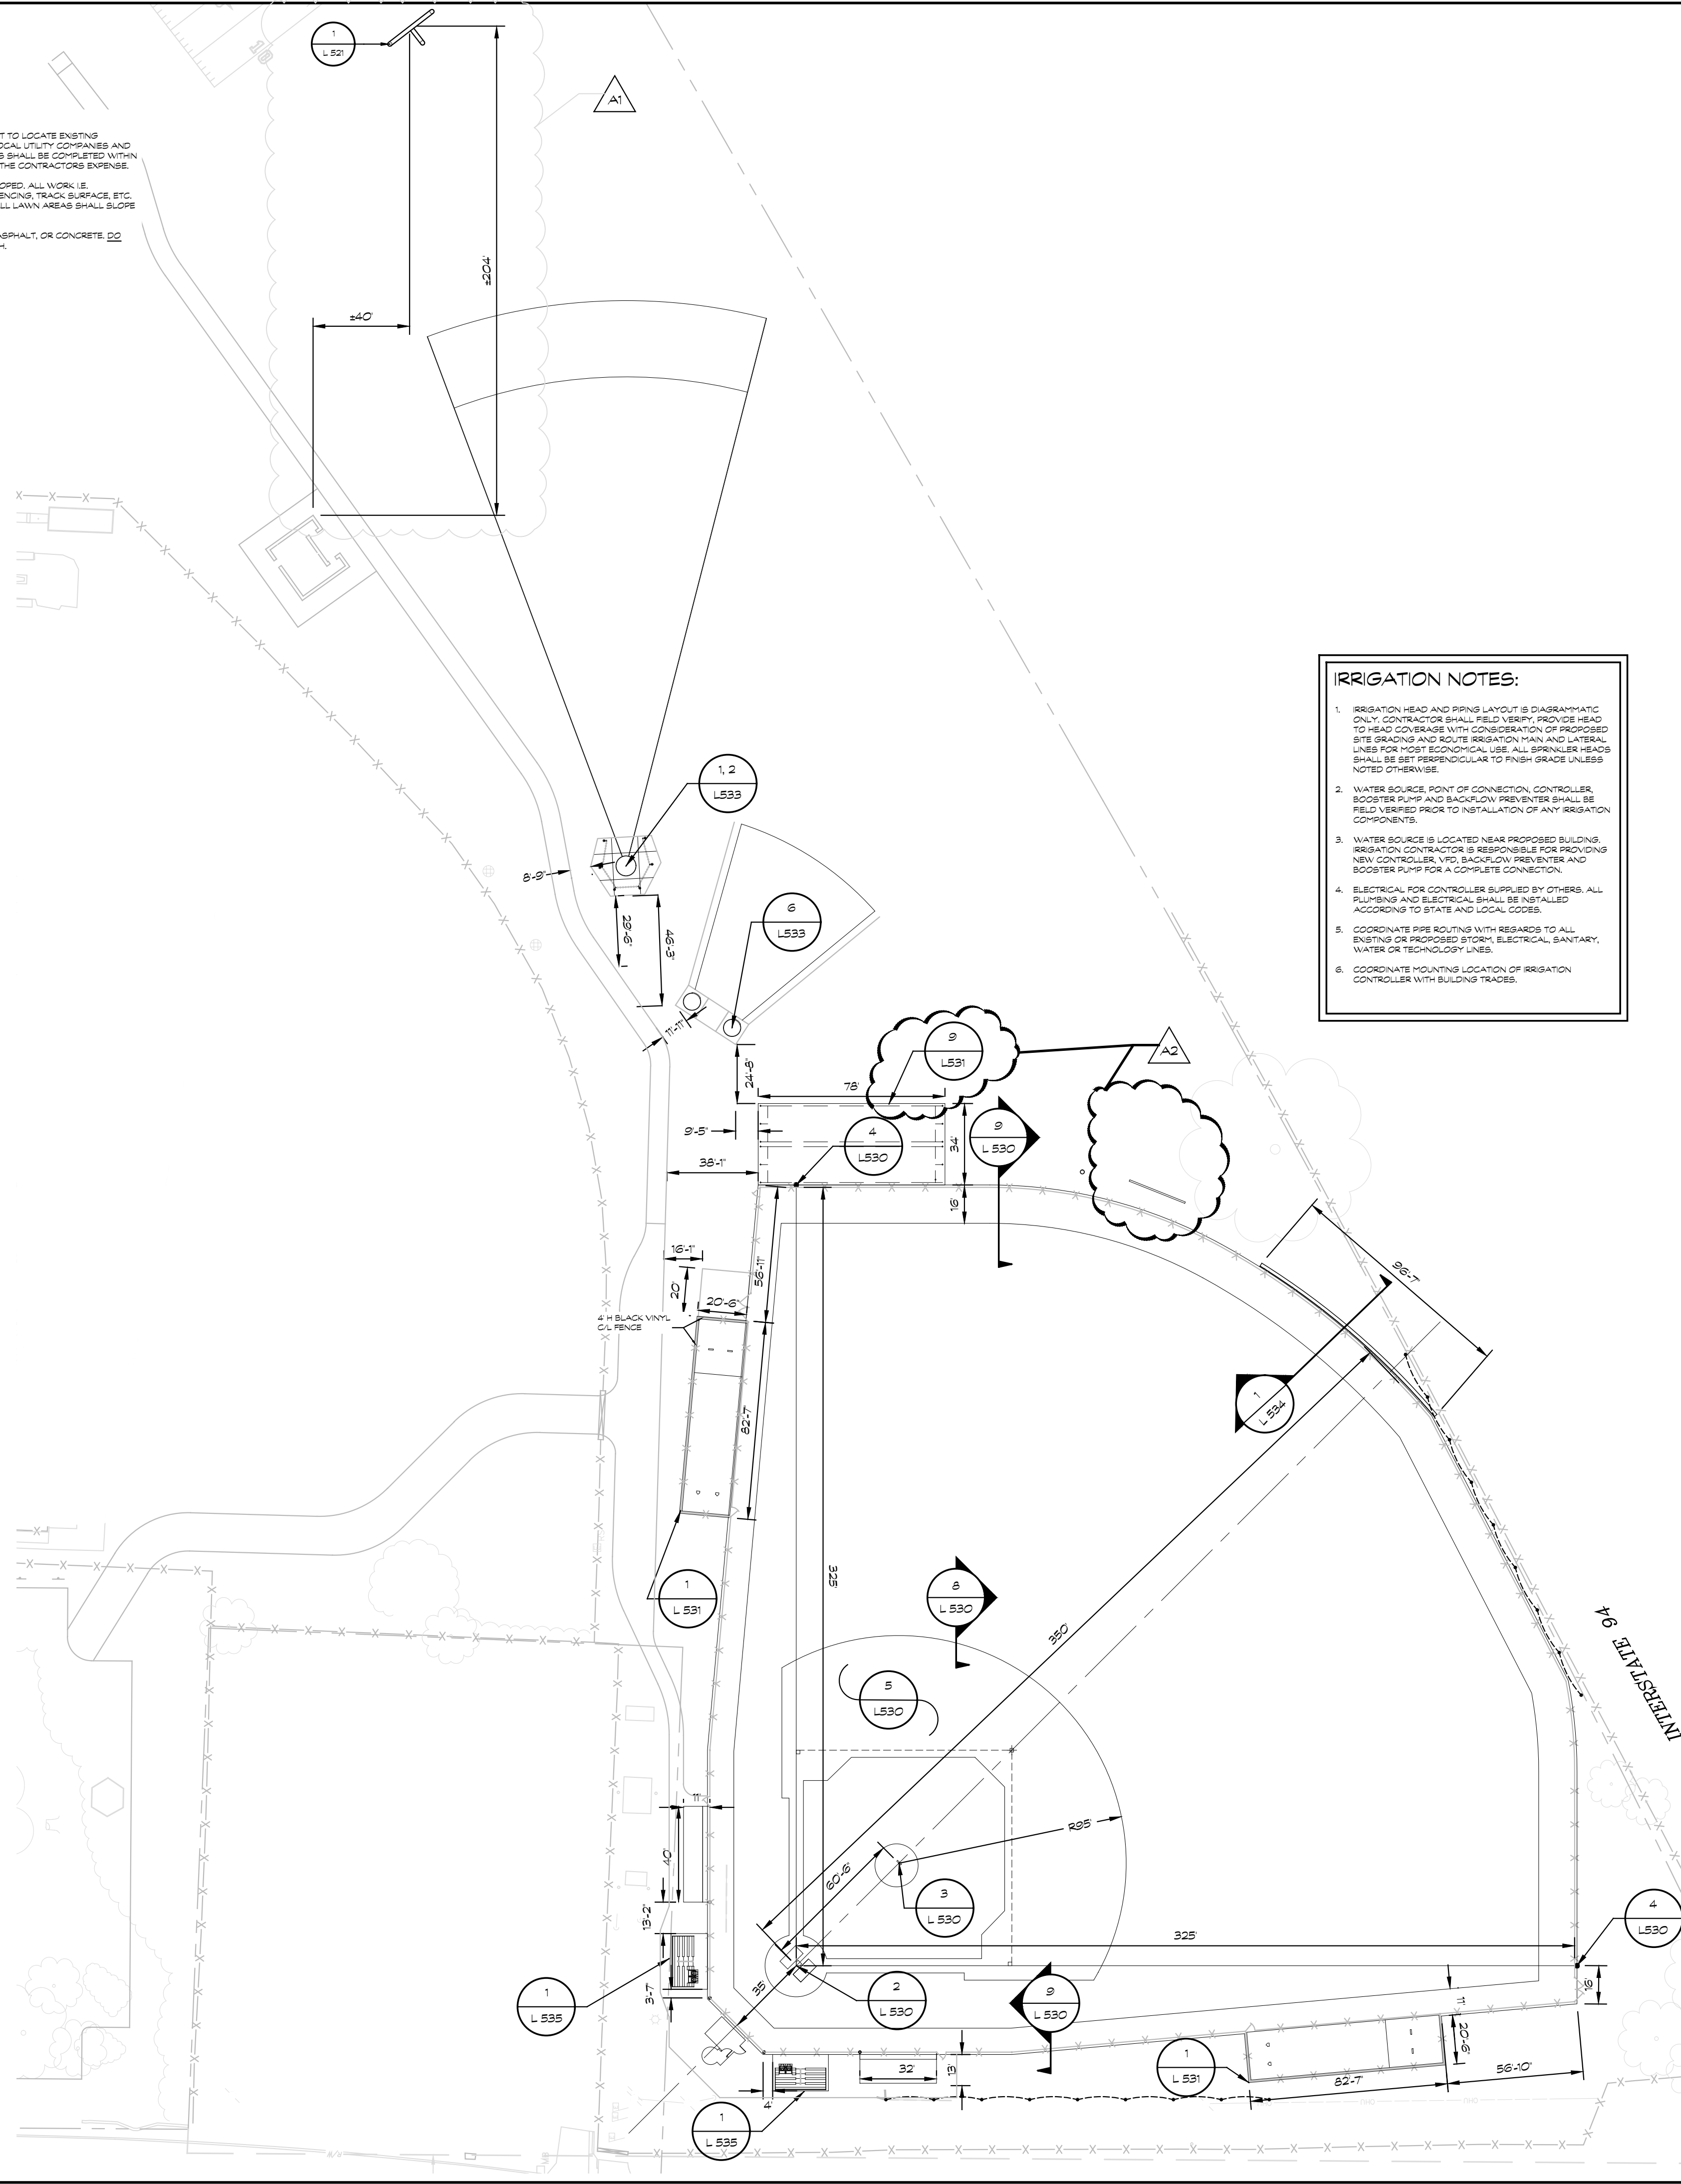 1
L 521
A1
T TO LOCATE EXISTING
OCAL UTILITY COMPANIES AND
S SHALL BE COMPLETED WITHIN
THE CONTRACTORS EXPENSE.
OPED. ALL WORK I.E.
ENCING, TRACK SURFACE, ETC.
LL LAWN AREAS SHALL SLOPE
ASPHALT, OR CONCRETE. DO
H.
±204'
±40'
IRRIGATION NOTES:
1. IRRIGATION HEAD AND PIPING LAYOUT IS DIAGRAMMATIC
ONLY. CONTRACTOR SHALL FIELD VERIFY, PROVIDE HEAD
TO HEAD COVERAGE WITH CONSIDERATION OF PROPOSED
SITE GRADING AND ROUTE IRRIGATION MAIN AND LATERAL
LINES FOR MOST ECONOMICAL USE. ALL SPRINKLER HEADS
SHALL BE SET PERPENDICULAR TO FINISH GRADE UNLESS
NOTED OTHERWISE.
2. WATER SOURCE, POINT OF CONNECTION, CONTROLLER,
BOOSTER PUMP AND BACKFLOW PREVENTER SHALL BE
FIELD VERIFIED PRIOR TO INSTALLATION OF ANY IRRIGATION
COMPONENTS.
3. WATER SOURCE IS LOCATED NEAR PROPOSED BUILDING.
IRRIGATION CONTRACTOR IS RESPONSIBLE FOR PROVIDING
NEW CONTROLLER, VFD, BACKFLOW PREVENTER AND
BOOSTER PUMP FOR A COMPLETE CONNECTION.
4. ELECTRICAL FOR CONTROLLER SUPPLIED BY OTHERS. ALL
PLUMBING AND ELECTRICAL SHALL BE INSTALLED
ACCORDING TO STATE AND LOCAL CODES.
5. COORDINATE PIPE ROUTING WITH REGARDS TO ALL
EXISTING OR PROPOSED STORM, ELECTRICAL, SANITARY,
WATER OR TECHNOLOGY LINES.
6. COORDINATE MOUNTING LOCATION OF IRRIGATION
CONTROLLER WITH BUILDING TRADES.
1, 2
L533
8'-9"
29'-6"
46'-3"
6
L533
11'-11"
24'-8"
9
L531
A2
78'
9'-5"
4
L530
34'
9
L 530
38'-1"
16'
16'-1"
20'
20'-6"
56'-11"
96'-7"
4' H BLACK VINYL
C/L FENCE
82'-7"
1
L 534
325'
1
L 531
8
L 530
350'
INTERSTATE 94
5
L530
11'
R95'
40'
60'-6"
3
L 530
13'-2"
4
L530
325'
3'-7"
1
L 535
35'
2
L 530
9
L 530
11'
16'
20'-6"
32'
13'
1
L 531
56'-10"
82'-7"
4'
1
L 535